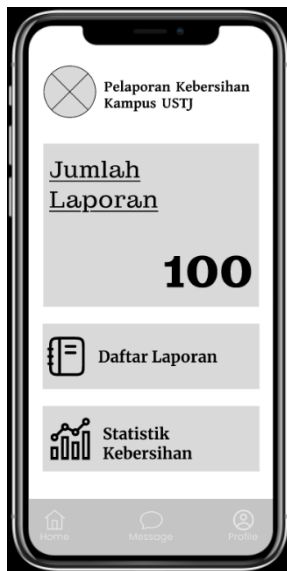 Pelaporan Kebersihan
Kampus USTJ
Jumlah
Laporan
100
Daftar Laporan
Statistik
Kebersihan
Home
Message
Profile